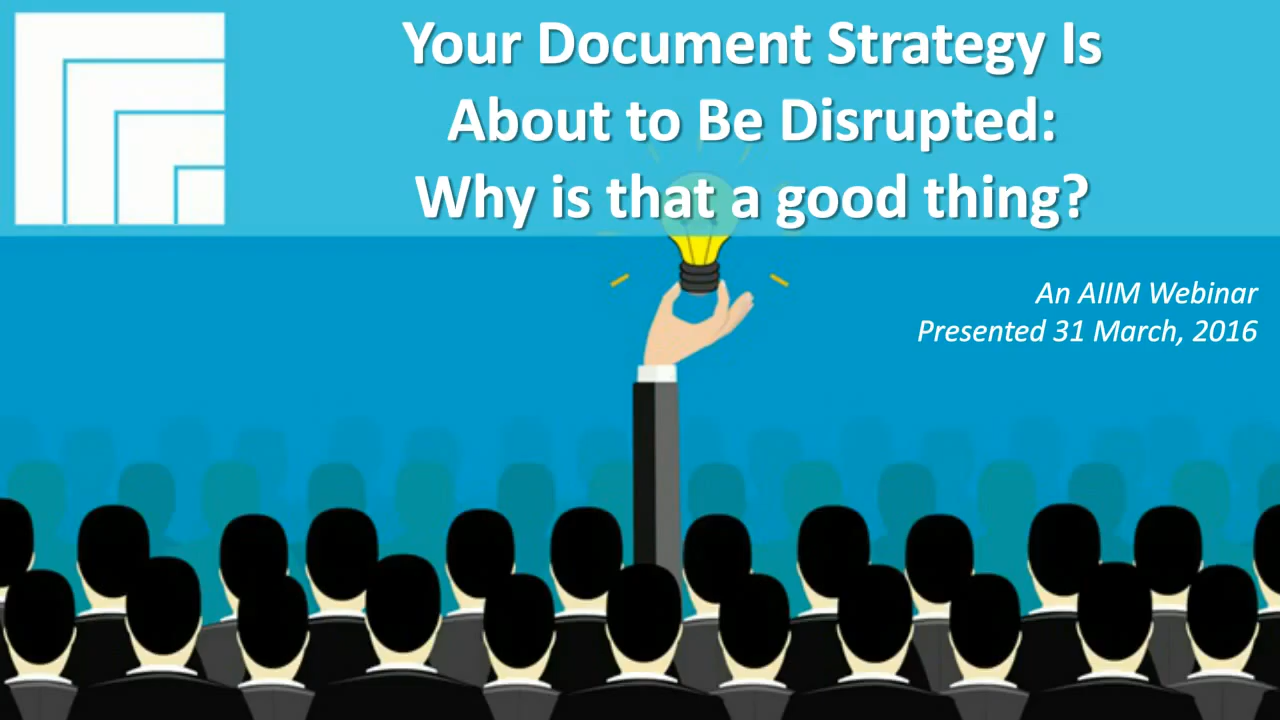 Your Document Strategy Is
About to Be Disrupted:
Why is that a good thing?
An AIIM Webinar
Presented 31 March, 2016